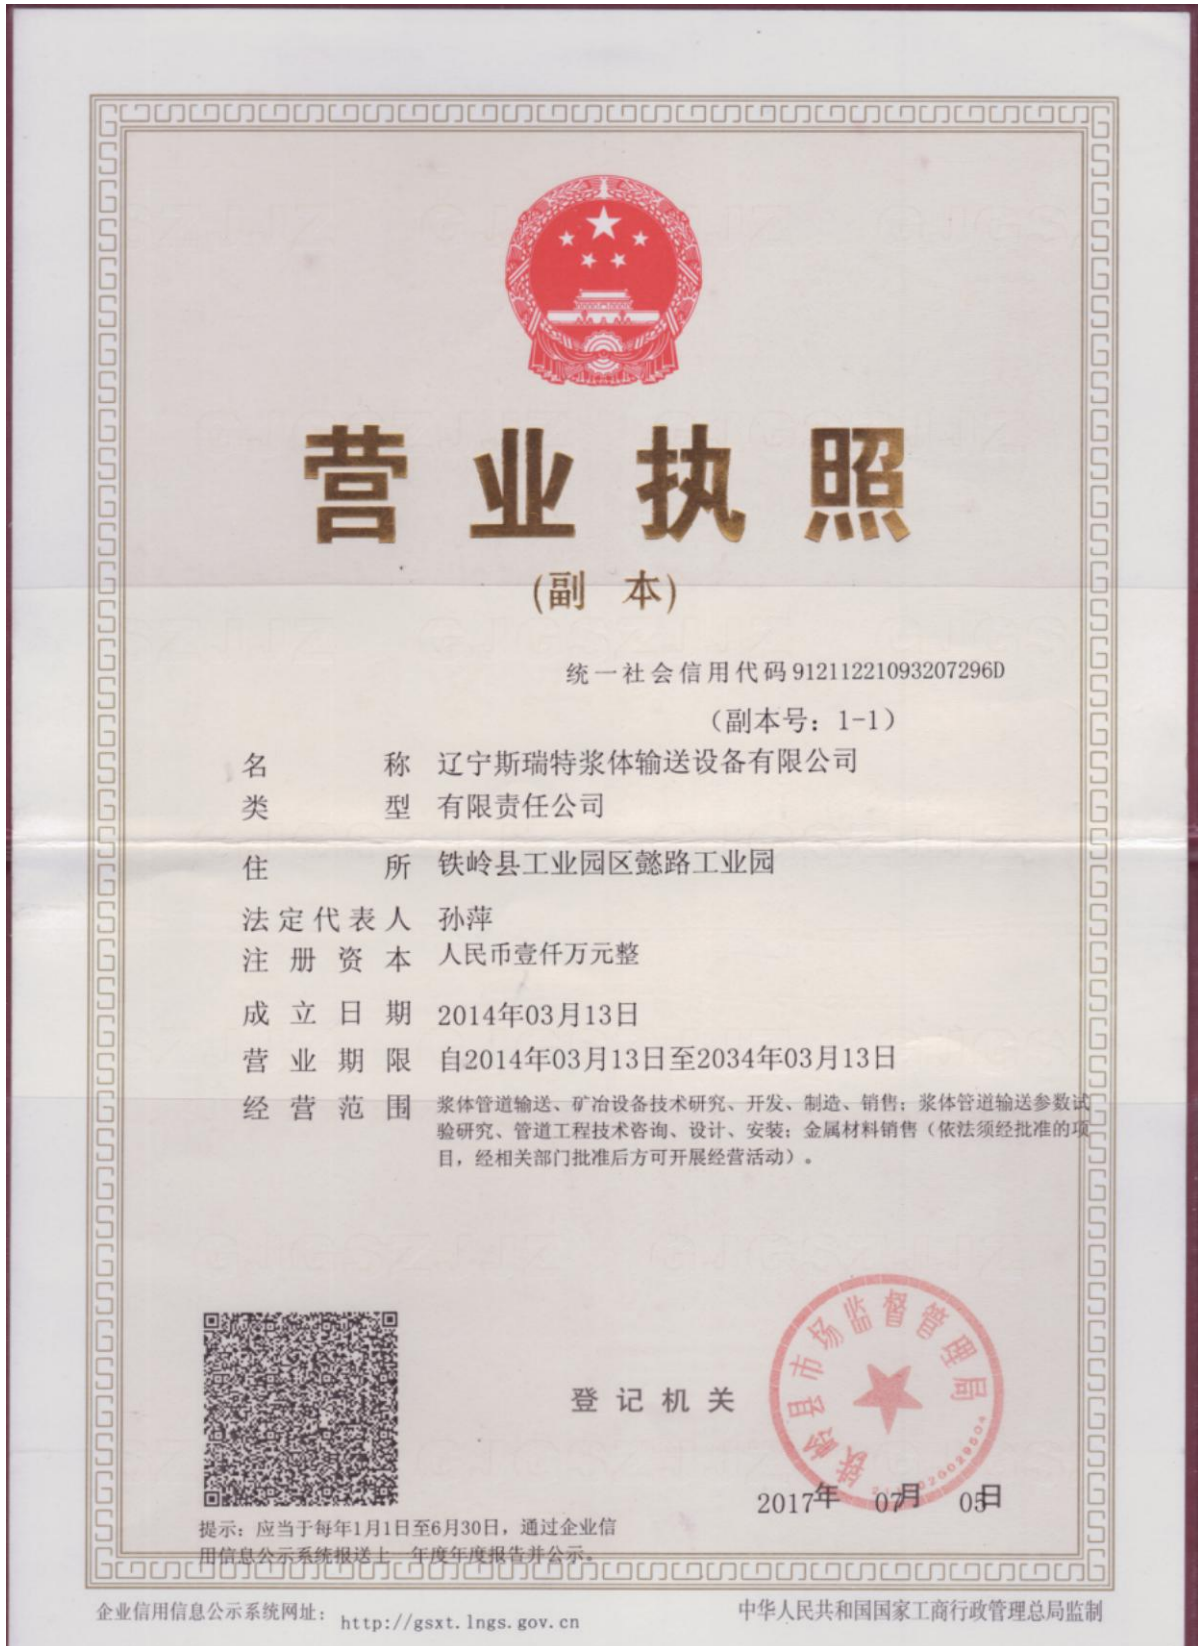 营业执照
(副 本)
统一社会信用代码 91211221093207296D
（副本号：1-1）
名称 辽宁斯瑞特浆体输送设备有限公司
类型 有限责任公司
住所 铁岭县工业园区懿路工业园
法定代表人 孙萍
注册资本 人民币壹仟万元整
成立日期 2014年03月13日
营业期限 自2014年03月13日至2034年03月13日
经营范围 浆体管道输送、矿冶设备技术研究、开发、制造、销售；浆体管道输送参数试
验研究、管道工程技术咨询、设计、安装；金属材料销售（依法须经批准的项
目，经相关部门批准后方可开展经营活动）。
铁岭县市场监督管理局
登记机关
2017年 07月 05日
提示：应当于每年1月1日至6月30日，通过企业信
用信息公示系统报送上一年度年度报告并公示。
企业信用信息公示系统网址： http://gsxt.lngs.gov.cn
中华人民共和国国家工商行政管理总局监制